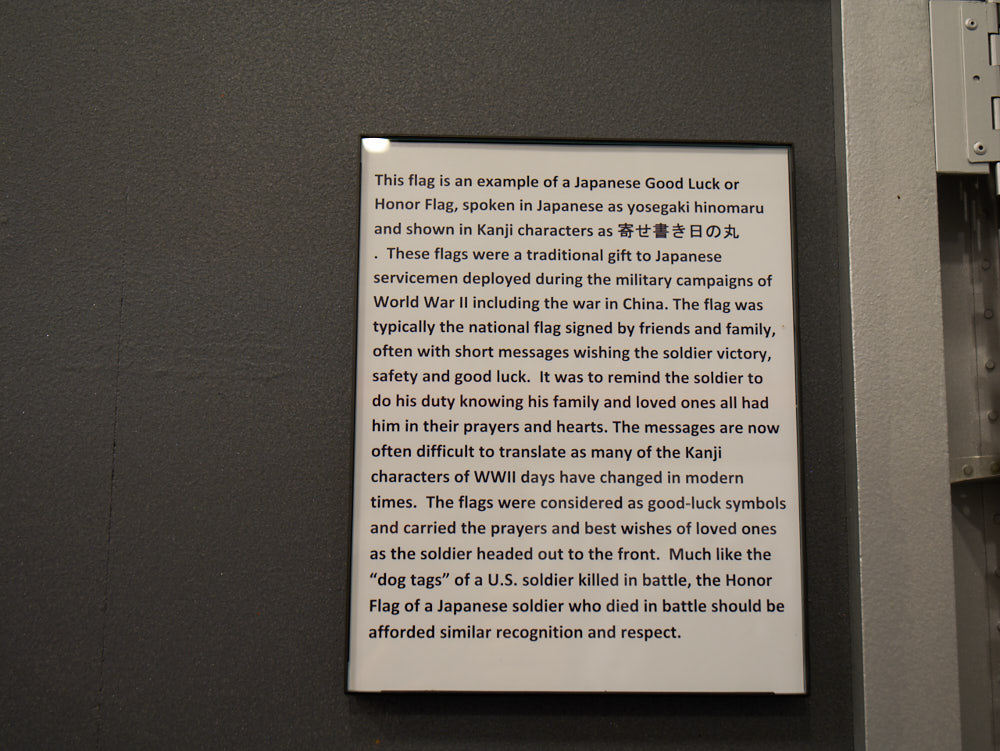 This flag is an example of a Japanese Good Luck or
Honor Flag, spoken in Japanese as yosegaki hinomaru
and shown in Kanji characters as 寄せ書き日の丸
.  These flags were a traditional gift to Japanese
servicemen deployed during the military campaigns of
World War II including the war in China. The flag was
typically the national flag signed by friends and family,
often with short messages wishing the soldier victory,
safety and good luck.  It was to remind the soldier to
do his duty knowing his family and loved ones all had
him in their prayers and hearts. The messages are now
often difficult to translate as many of the Kanji
characters of WWII days have changed in modern
times.  The flags were considered as good-luck symbols
and carried the prayers and best wishes of loved ones
as the soldier headed out to the front.  Much like the
“dog tags” of a U.S. soldier killed in battle, the Honor
Flag of a Japanese soldier who died in battle should be
afforded similar recognition and respect.